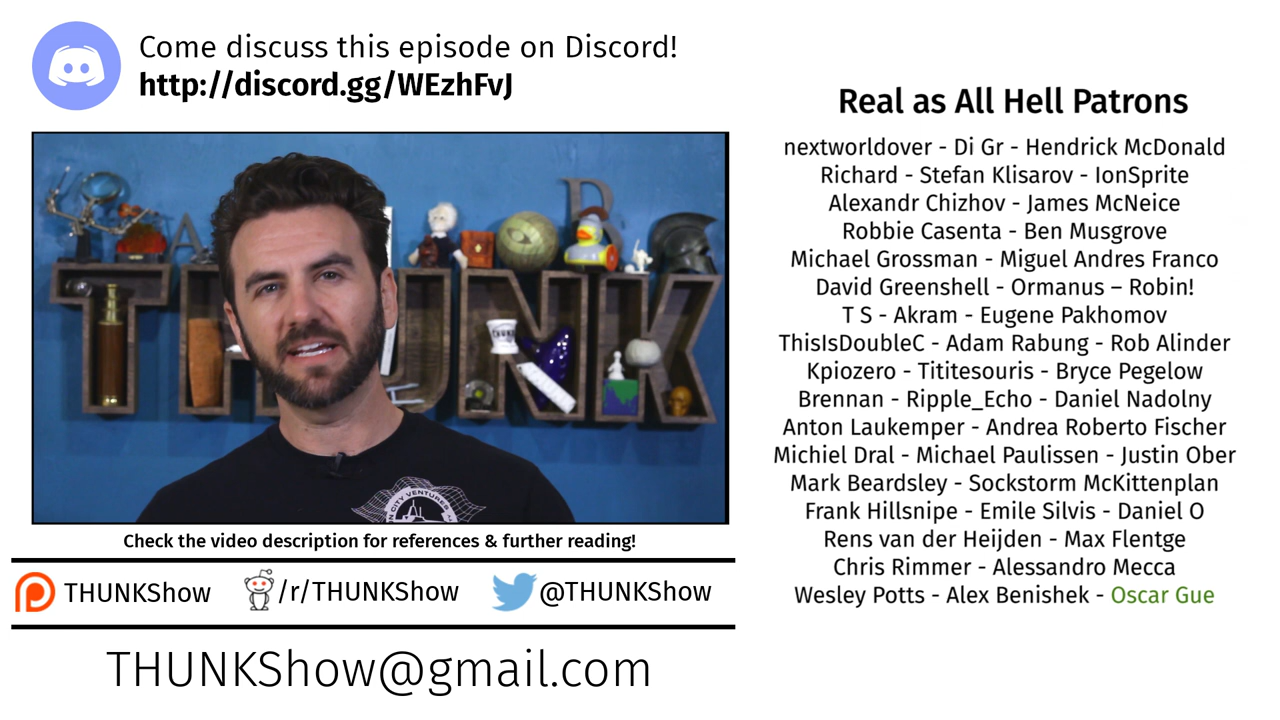 Come discuss this episode on Discord!
http://discord.gg/WEzhFvJ
THUNK
Check the video description for references & further reading!
THUNKShow
/r/THUNKShow
@THUNKShow
THUNKShow@gmail.com
Real as All Hell Patrons
nextworldover - Di Gr - Hendrick McDonald
Richard - Stefan Klisarov - IonSprite
Alexandr Chizhov - James McNeice
Robbie Casenta - Ben Musgrove
Michael Grossman - Miguel Andres Franco
David Greenshell - Ormanus – Robin!
T S - Akram - Eugene Pakhomov
ThisIsDoubleC - Adam Rabung - Rob Alinder
Kpiozero - Tititesouris - Bryce Pegelow
Brennan - Ripple_Echo - Daniel Nadolny
Anton Laukemper - Andrea Roberto Fischer
Michiel Dral - Michael Paulissen - Justin Ober
Mark Beardsley - Sockstorm McKittenplan
Frank Hillsnipe - Emile Silvis - Daniel O
Rens van der Heijden - Max Flentge
Chris Rimmer - Alessandro Mecca
Wesley Potts - Alex Benishek - Oscar Gue